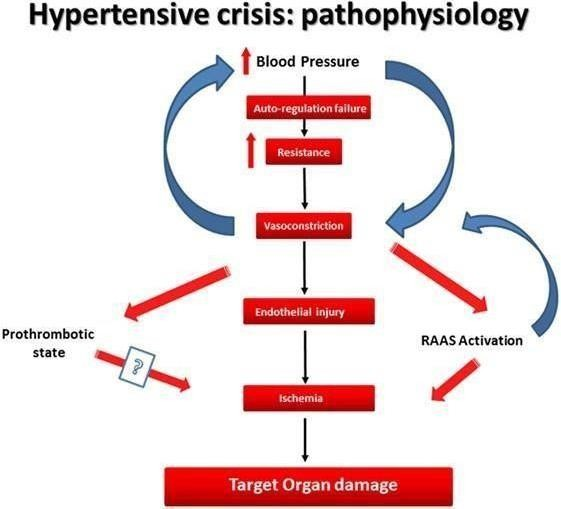 Hypertensive crisis: pathophysiology
Blood Pressure
Auto-regulation failure
Resistance
Vasoconstriction
Endothelial injury
Prothrombotic
state
RAAS Activation
?
Ischemia
Target Organ damage